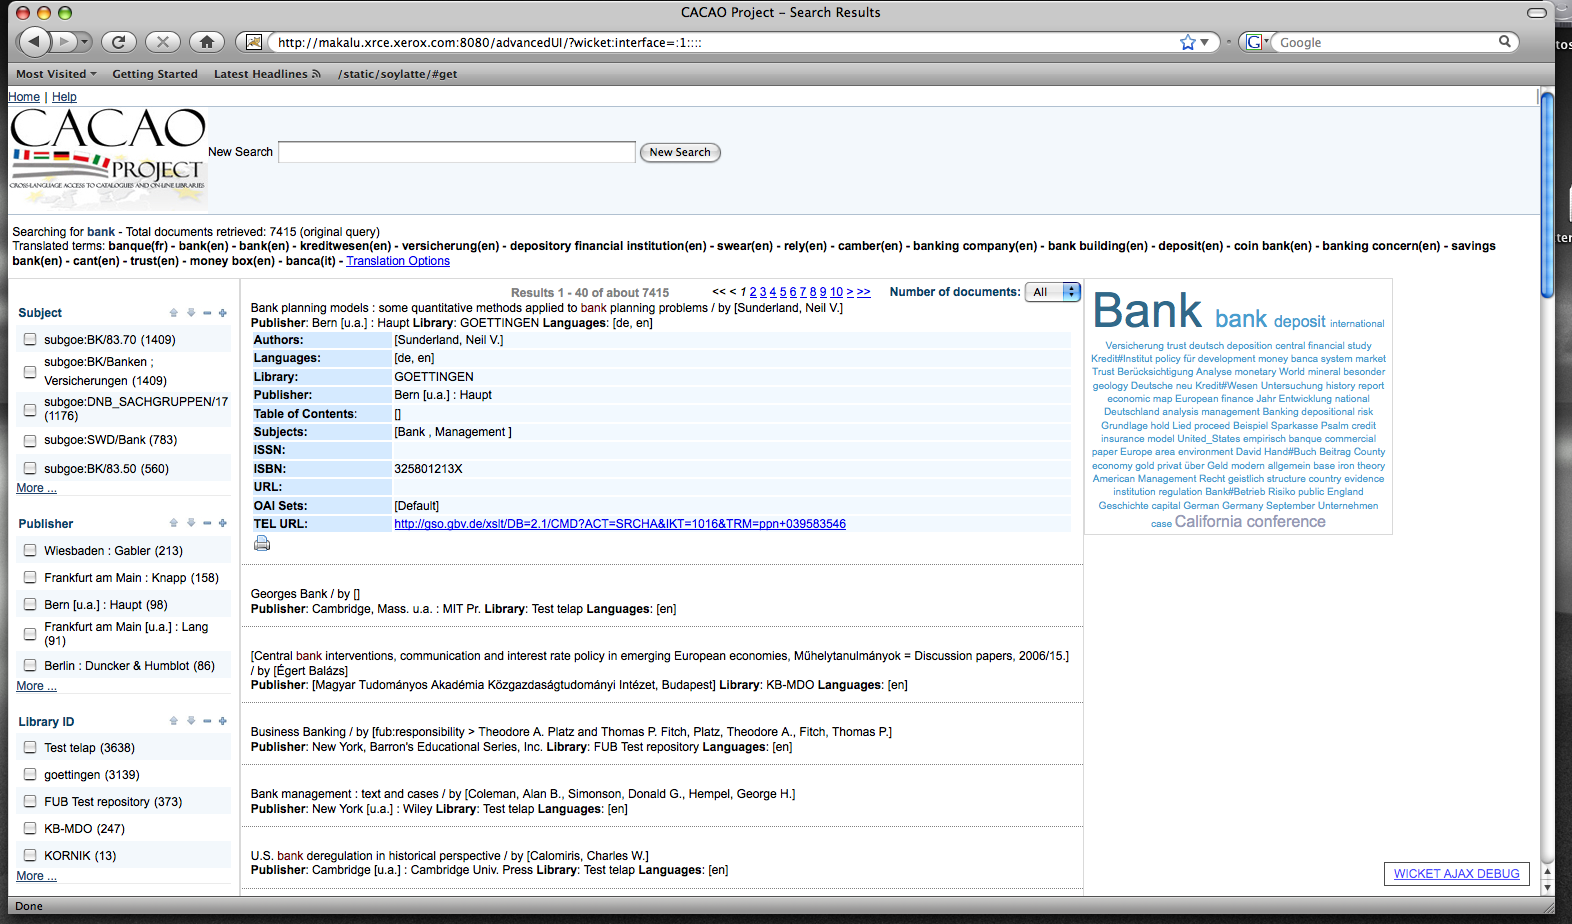 CACAO Project – Search Results
http://makalu.xrce.xerox.com:8080/advancedUI/?wicket:interface=:1::::
G Google
Most Visited Getting Started Latest Headlines /static/soylatte/#get
Home | Help
CACAO
PROJECT
CROSS-LANGUAGE ACCESS TO CATALOGUES AND ON-LINE LIBRARIES
New Search New Search
Searching for bank - Total documents retrieved: 7415 (original query)
Translated terms: banque(fr) - bank(en) - bank(en) - kreditwesen(en) - versicherung(en) - depository financial institution(en) - swear(en) - rely(en) - camber(en) - banking company(en) - bank building(en) - deposit(en) - coin bank(en) - banking concern(en) - savings
bank(en) - cant(en) - trust(en) - money box(en) - banca(it) - Translation Options
Subject
subgoe:BK/83.70 (1409)
subgoe:BK/Banken ;
Versicherungen (1409)
subgoe:DNB_SACHGRUPPEN/17
(1176)
subgoe:SWD/Bank (783)
subgoe:BK/83.50 (560)
More ...
Publisher
Wiesbaden : Gabler (213)
Frankfurt am Main : Knapp (158)
Bern [u.a.] : Haupt (98)
Frankfurt am Main [u.a.] : Lang
(91)
Berlin : Duncker & Humblot (86)
More ...
Library ID
Test telap (3638)
goettingen (3139)
FUB Test repository (373)
KB-MDO (247)
KORNIK (13)
More ...
Results 1 - 40 of about 7415 << < 1 2 3 4 5 6 7 8 9 10 > >> Number of documents: All
Bank planning models : some quantitative methods applied to bank planning problems / by [Sunderland, Neil V.]
Publisher: Bern [u.a.] : Haupt Library: GOETTINGEN Languages: [de, en]
Authors: [Sunderland, Neil V.]
Languages: [de, en]
Library: GOETTINGEN
Publisher: Bern [u.a.] : Haupt
Table of Contents: []
Subjects: [Bank , Management ]
ISSN:
ISBN: 325801213X
URL:
OAI Sets: [Default]
TEL URL: http://gso.gbv.de/xslt/DB=2.1/CMD?ACT=SRCHA&IKT=1016&TRM=ppn+039583546
Georges Bank / by []
Publisher: Cambridge, Mass. u.a. : MIT Pr. Library: Test telap Languages: [en]
[Central bank interventions, communication and interest rate policy in emerging European economies, Műhelytanulmányok = Discussion papers, 2006/15.]
/ by [Égert Balázs]
Publisher: [Magyar Tudományos Akadémia Közgazdaságtudományi Intézet, Budapest] Library: KB-MDO Languages: [en]
Business Banking / by [fub:responsibility > Theodore A. Platz and Thomas P. Fitch, Platz, Theodore A., Fitch, Thomas P.]
Publisher: New York, Barron's Educational Series, Inc. Library: FUB Test repository Languages: [en]
Bank management : text and cases / by [Coleman, Alan B., Simonson, Donald G., Hempel, George H.]
Publisher: New York [u.a.] : Wiley Library: Test telap Languages: [en]
U.S. bank deregulation in historical perspective / by [Calomiris, Charles W.]
Publisher: Cambridge [u.a.] : Cambridge Univ. Press Library: Test telap Languages: [en]
Bank bank deposit international
Versicherung trust deutsch deposition central financial study
Kredit#Institut policy für development money banca system market
Trust Berücksichtigung Analyse monetary World mineral besonder
geology Deutsche neu Kredit#Wesen Untersuchung history report
economic map European finance Jahr Entwicklung national
Deutschland analysis management Banking depositional risk
Grundlage hold Lied proceed Beispiel Sparkasse Psalm credit
insurance model United_States empirisch banque commercial
paper Europe area environment David Hand#Buch Beitrag County
economy gold privat über Geld modern allgemein base iron theory
American Management Recht geistlich structure country evidence
institution regulation Bank#Betrieb Risiko public England
Geschichte capital German Germany September Unternehmen
case California conference
WICKET AJAX DEBUG
Done